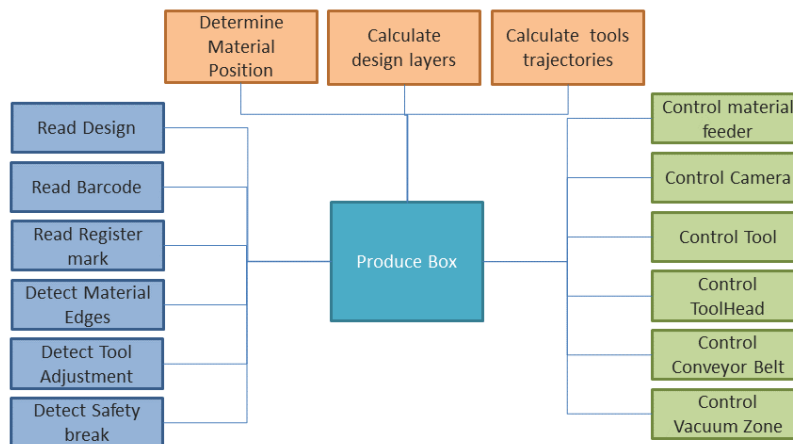 Determine
Material
Position
Calculate
design layers
Calculate tools
trajectories
Read Design
Read Barcode
Read Register
mark
Detect Material
Edges
Detect Tool
Adjustment
Detect Safety
break
Produce Box
Control material
feeder
Control Camera
Control Tool
Control
ToolHead
Control
Conveyor Belt
Control
Vacuum Zone